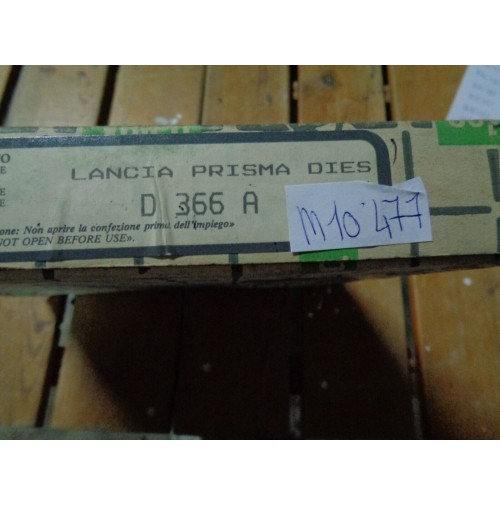 LANCIA PRISMA DIES
D 366 A
M10'477
one: Non aprire la confezione prima dell'impiego»
NOT OPEN BEFORE USE».